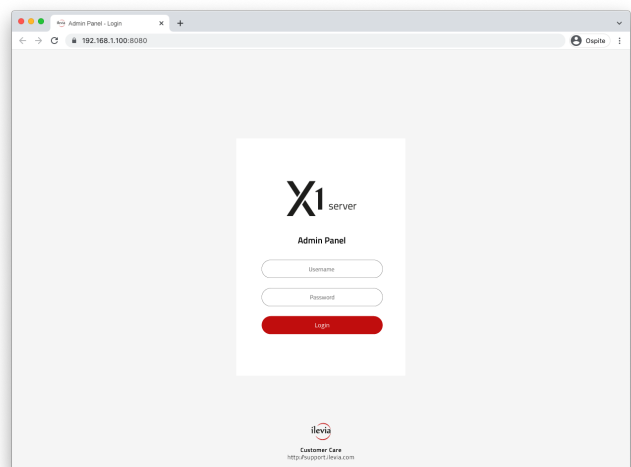 Admin Panel - Login
192.168.1.100:8080
Ospite
X1 server
Admin Panel
Username
Password
Login
ilevia
Customer Care
http://support.ilevia.com